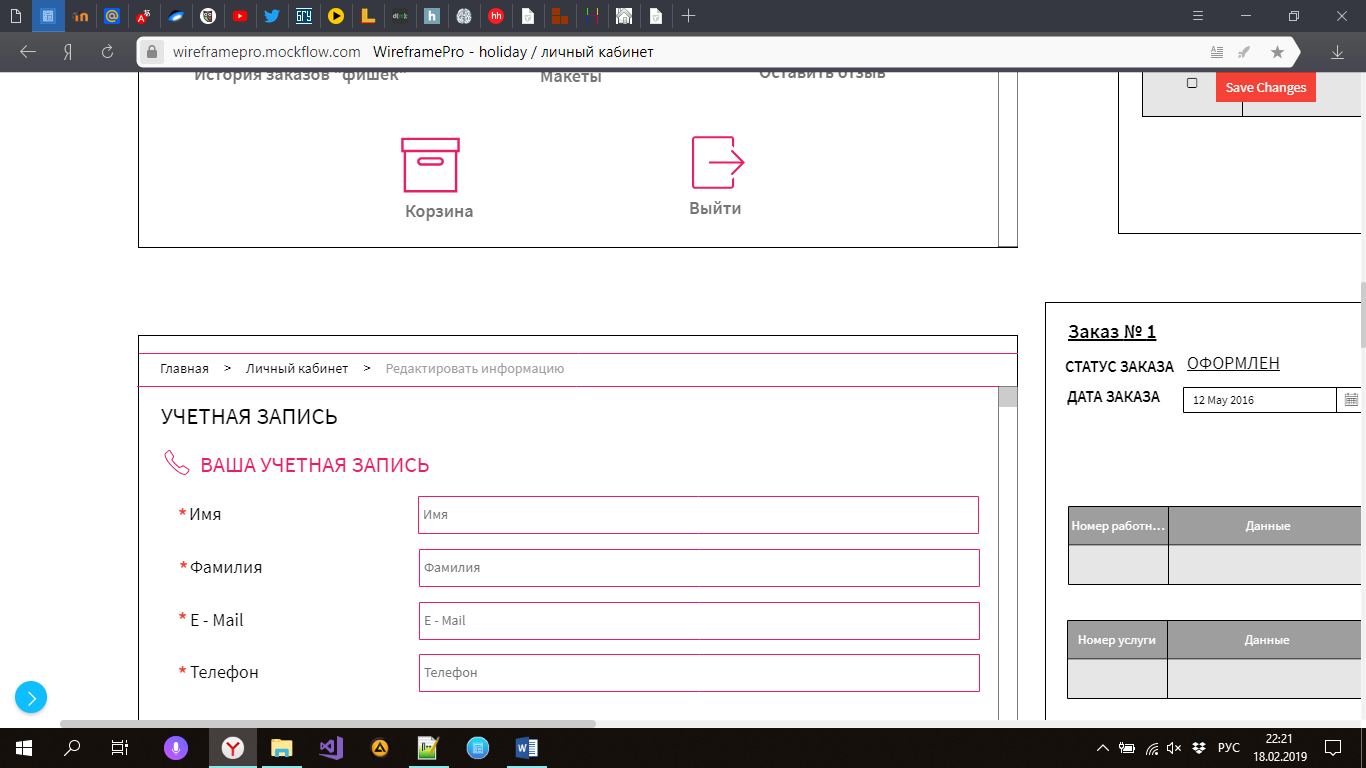 wireframepro.mockflow.com WireframePro - holiday / личный кабинет
История заказов "фишек"
Макеты
Оставить отзыв
Save Changes
Корзина
Выйти
Главная > Личный кабинет > Редактировать информацию
УЧЕТНАЯ ЗАПИСЬ
ВАША УЧЕТНАЯ ЗАПИСЬ
* Имя
Имя
* Фамилия
Фамилия
* E - Mail
E - Mail
* Телефон
Телефон
Заказ № 1
СТАТУС ЗАКАЗА ОФОРМЛЕН
ДАТА ЗАКАЗА 12 May 2016
Номер работн... Данные
Номер услуги Данные
РУС
22:21
18.02.2019